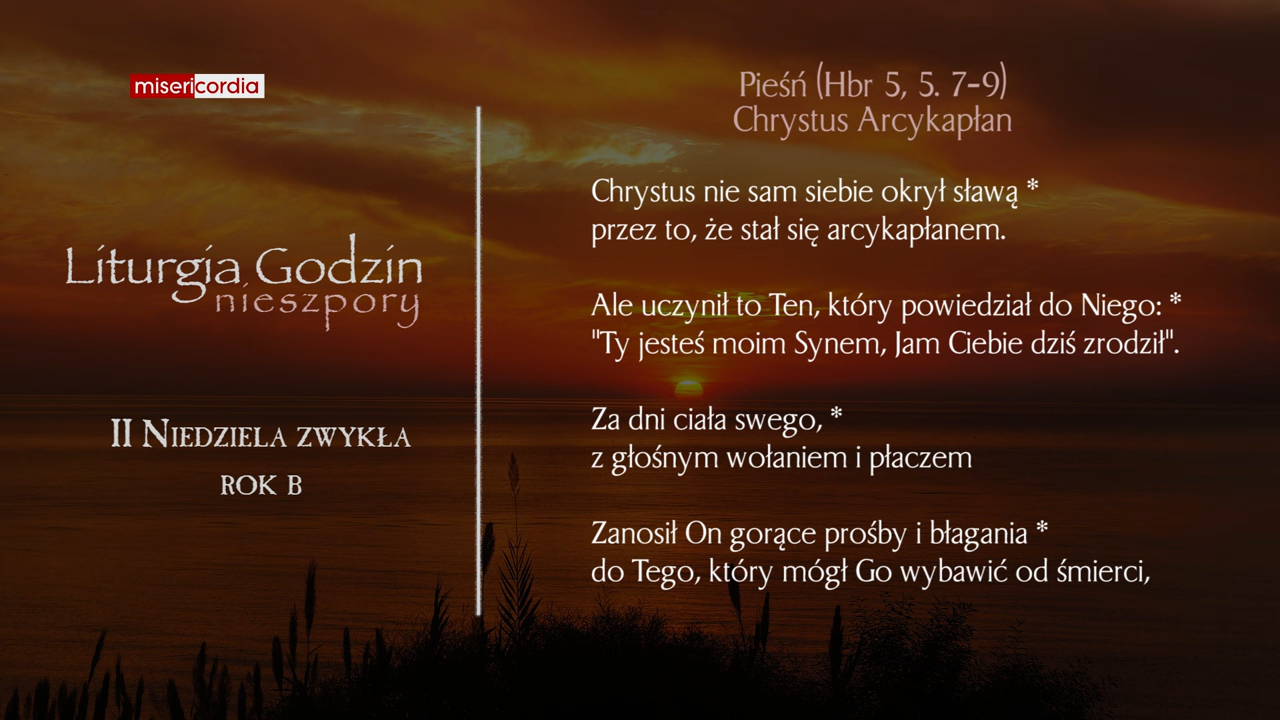 misericordia
Liturgia Godzin
nieszpory
II Niedziela zwykła
rok B
Pieśń (Hbr 5, 5. 7-9)
Chrystus Arcykapłan
Chrystus nie sam siebie okrył sławą *
przez to, że stał się arcykapłanem.
Ale uczynił to Ten, który powiedział do Niego: *
"Ty jesteś moim Synem, Jam Ciebie dziś zrodził".
Za dni ciała swego, *
z głośnym wołaniem i płaczem
Zanosił On gorące prośby i błagania *
do Tego, który mógł Go wybawić od śmierci,